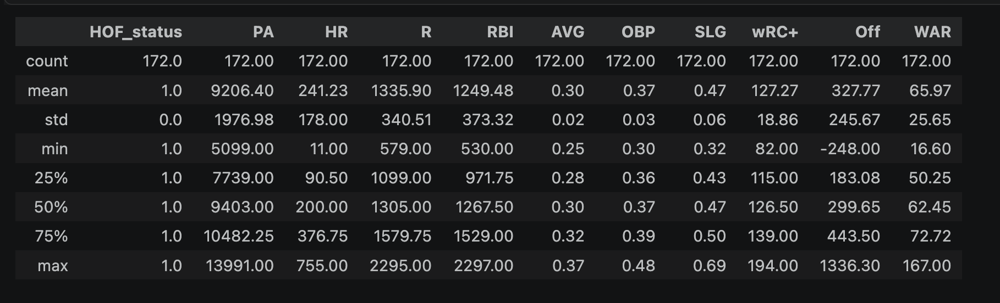 HOF_status PA HR R RBI AVG OBP SLG wRC+ Off WAR
count 172.0 172.00 172.00 172.00 172.00 172.00 172.00 172.00 172.00 172.00 172.00
mean 1.0 9206.40 241.23 1335.90 1249.48 0.30 0.37 0.47 127.27 327.77 65.97
std 0.0 1976.98 178.00 340.51 373.32 0.02 0.03 0.06 18.86 245.67 25.65
min 1.0 5099.00 11.00 579.00 530.00 0.25 0.30 0.32 82.00 -248.00 16.60
25% 1.0 7739.00 90.50 1099.00 971.75 0.28 0.36 0.43 115.00 183.08 50.25
50% 1.0 9403.00 200.00 1305.00 1267.50 0.30 0.37 0.47 126.50 299.65 62.45
75% 1.0 10482.25 376.75 1579.75 1529.00 0.32 0.39 0.50 139.00 443.50 72.72
max 1.0 13991.00 755.00 2295.00 2297.00 0.37 0.48 0.69 194.00 1336.30 167.00